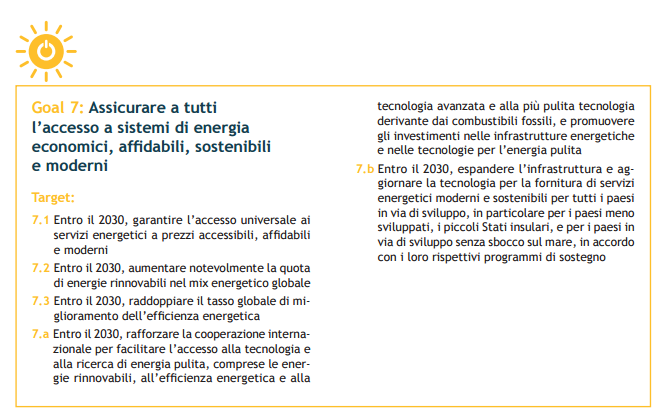 Goal 7: Assicurare a tutti
l’accesso a sistemi di energia
economici, affidabili, sostenibili
e moderni
Target:
7.1 Entro il 2030, garantire l’accesso universale ai
servizi energetici a prezzi accessibili, affidabili
e moderni
7.2 Entro il 2030, aumentare notevolmente la quota
di energie rinnovabili nel mix energetico globale
7.3 Entro il 2030, raddoppiare il tasso globale di mi-
glioramento dell’efficienza energetica
7.a Entro il 2030, rafforzare la cooperazione interna-
zionale per facilitare l’accesso alla tecnologia e
alla ricerca di energia pulita, comprese le ener-
gie rinnovabili, all’efficienza energetica e alla
tecnologia avanzata e alla più pulita tecnologia
derivante dai combustibili fossili, e promuovere
gli investimenti nelle infrastrutture energetiche
e nelle tecnologie per l’energia pulita
7.b Entro il 2030, espandere l’infrastruttura e ag-
giornare la tecnologia per la fornitura di servizi
energetici moderni e sostenibili per tutti i paesi
in via di sviluppo, in particolare per i paesi meno
sviluppati, i piccoli Stati insulari, e per i paesi in
via di sviluppo senza sbocco sul mare, in accordo
con i loro rispettivi programmi di sostegno